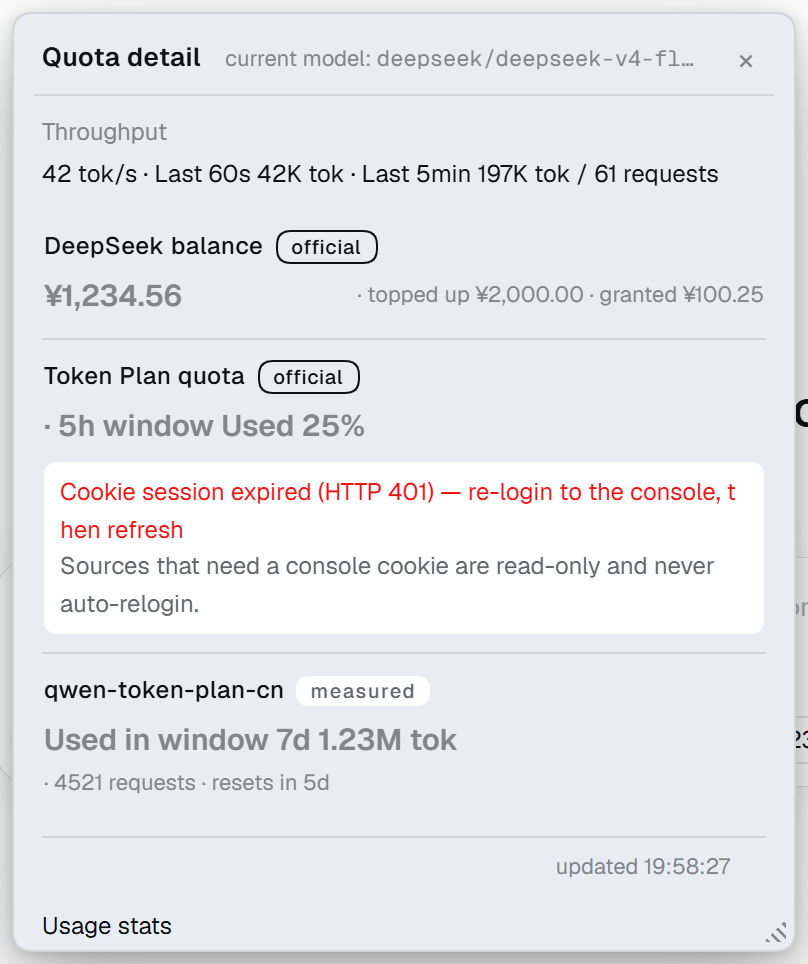 Quota detail current model: deepseek/deepseek-v4-fl… ×
Throughput
42 tok/s · Last 60s 42K tok · Last 5min 197K tok / 61 requests
DeepSeek balance official
¥1,234.56 · topped up ¥2,000.00 · granted ¥100.25
Token Plan quota official
· 5h window Used 25%
Cookie session expired (HTTP 401) — re-login to the console, t
hen refresh
Sources that need a console cookie are read-only and never
auto-relogin.
qwen-token-plan-cn measured
Used in window 7d 1.23M tok
· 4521 requests · resets in 5d
updated 19:58:27
Usage stats